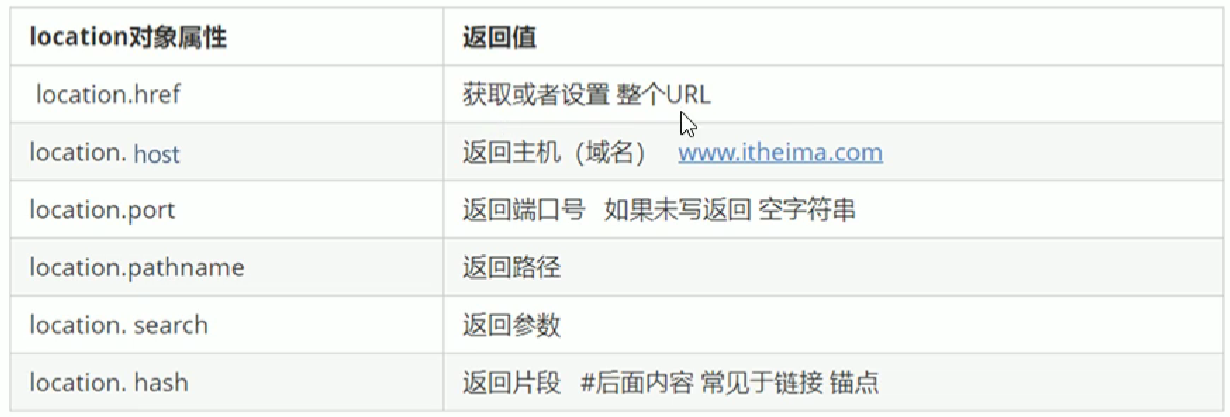 location对象属性 返回值
location.href 获取或者设置 整个URL
location. host 返回主机（域名） www.itheima.com
location.port 返回端口号 如果未写返回 空字符串
location.pathname 返回路径
location. search 返回参数
location. hash 返回片段 #后面内容 常见于链接 锚点